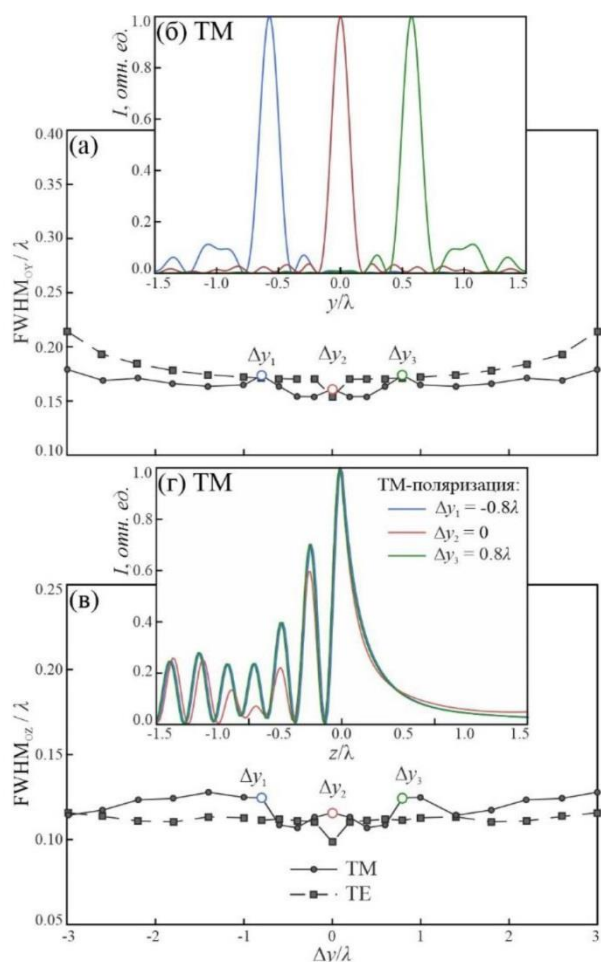 (б) ТМ
I, отн. ед.
1.0
0.8
0.6
0.4
0.2
0.0
-1.5 -1.0 -0.5 0.0 0.5 1.0 1.5
y/λ
(а)
FWHM_OY / λ
0.40
0.35
0.30
0.25
0.20
0.15
0.10
Δy₁ Δy₂ Δy₃
(г) ТМ
I, отн. ед.
1.0
0.8
0.6
0.4
0.2
0.0
-1.5 -1.0 -0.5 0.0 0.5 1.0 1.5
z/λ
ТМ-поляризация:
Δy₁ = -0.8λ
Δy₂ = 0
Δy₃ = 0.8λ
(в)
FWHM_OZ / λ
0.25
0.20
0.15
0.10
0.05
Δy₁ Δy₂ Δy₃
TM
TE
-3 -2 -1 0 1 2 3
Δy/λ